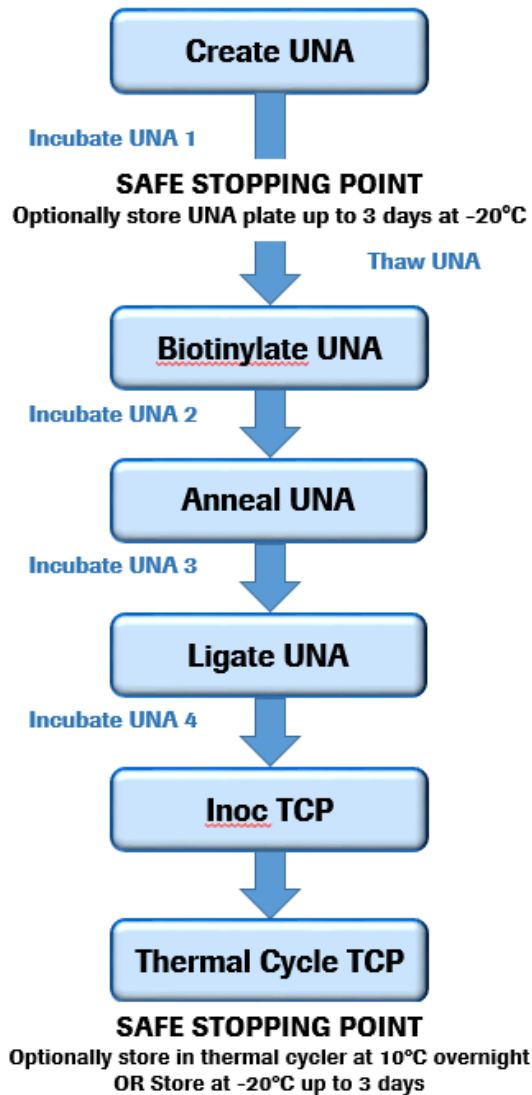 Create UNA
Incubate UNA 1
SAFE STOPPING POINT
Optionally store UNA plate up to 3 days at -20°C
Thaw UNA
Biotinylate UNA
Incubate UNA 2
Anneal UNA
Incubate UNA 3
Ligate UNA
Incubate UNA 4
Inoc TCP
Thermal Cycle TCP
SAFE STOPPING POINT
Optionally store in thermal cycler at 10°C overnight
OR Store at -20°C up to 3 days